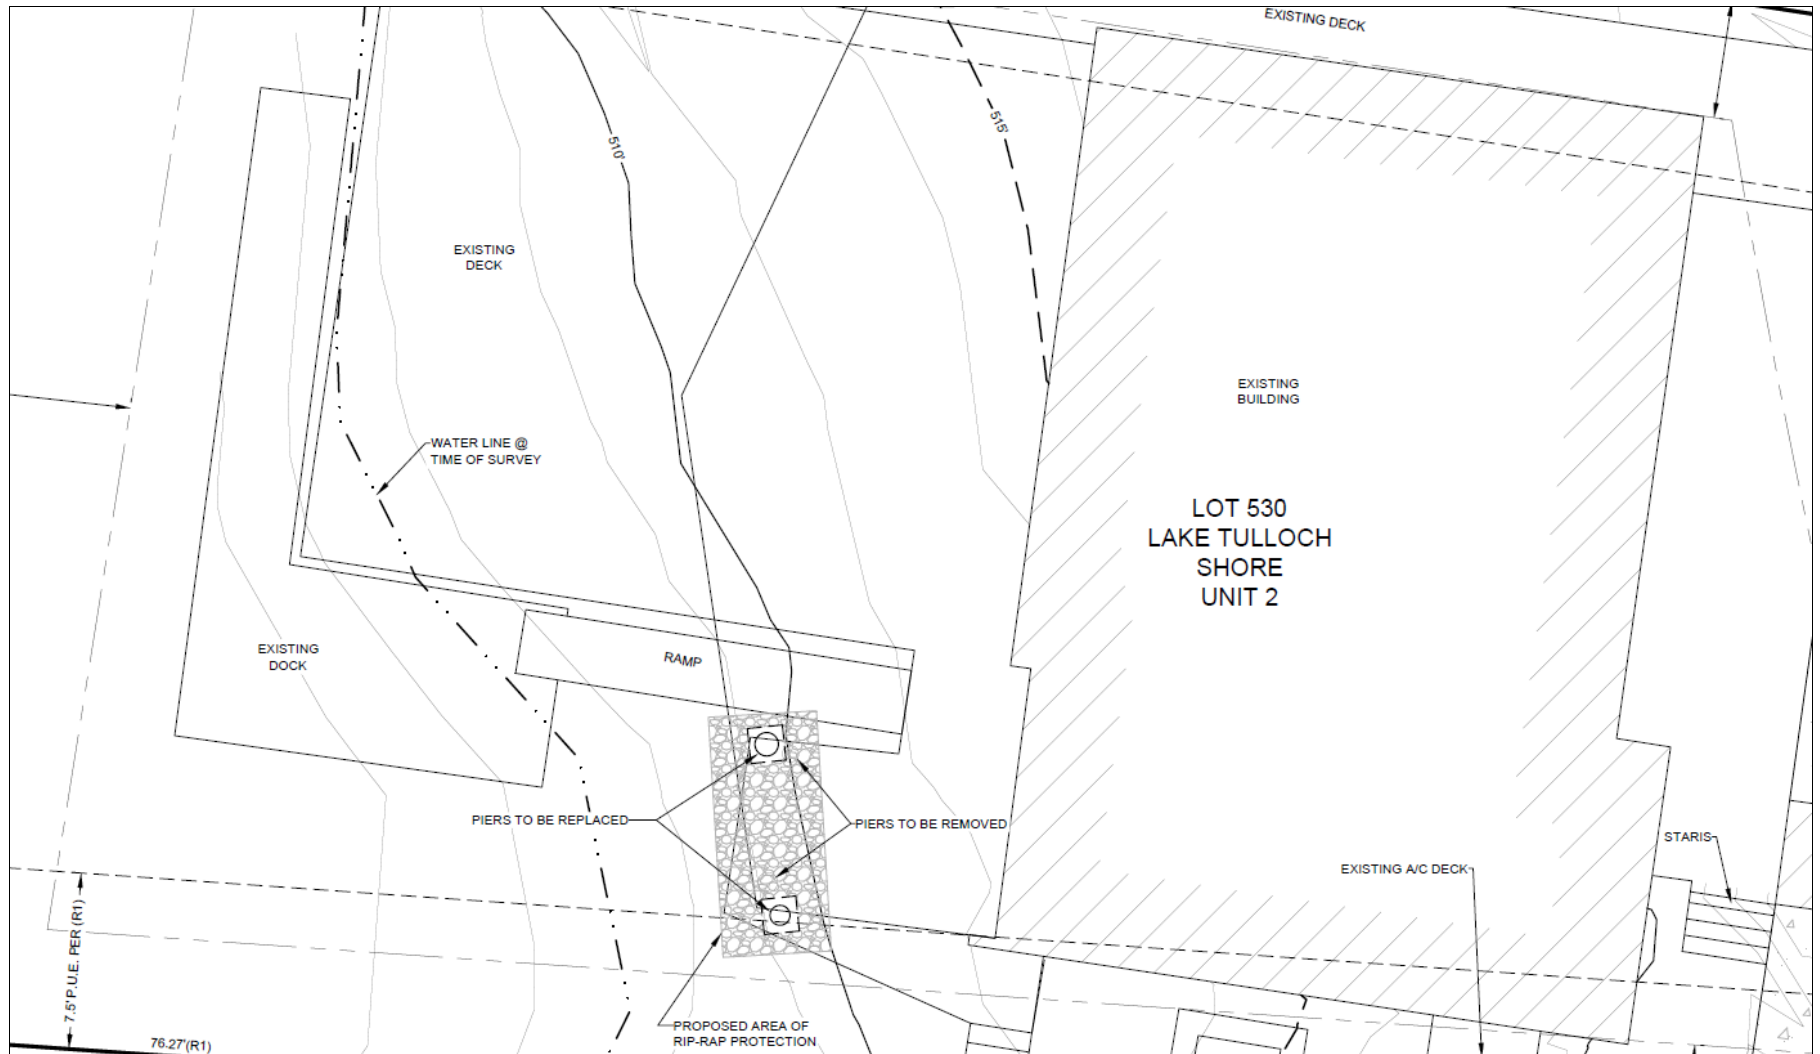 EXISTING DECK
510'
515'
EXISTING
DECK
EXISTING
BUILDING
WATER LINE @
TIME OF SURVEY
LOT 530
LAKE TULLOCH
SHORE
UNIT 2
EXISTING
DOCK
RAMP
PIERS TO BE REPLACED
PIERS TO BE REMOVED
STARIS
EXISTING A/C DECK
7.5' P.U.E. PER (R1)
PROPOSED AREA OF
RIP-RAP PROTECTION
76.27'(R1)